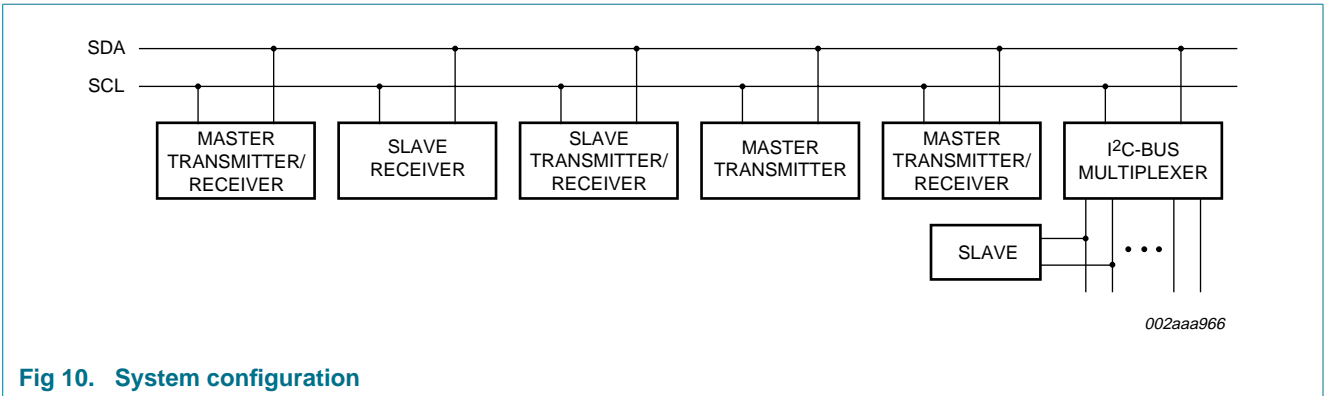 SDA
SCL
MASTER
TRANSMITTER/
RECEIVER
SLAVE
RECEIVER
SLAVE
TRANSMITTER/
RECEIVER
MASTER
TRANSMITTER
MASTER
TRANSMITTER/
RECEIVER
I²C-BUS
MULTIPLEXER
SLAVE
002aaa966
Fig 10. System configuration